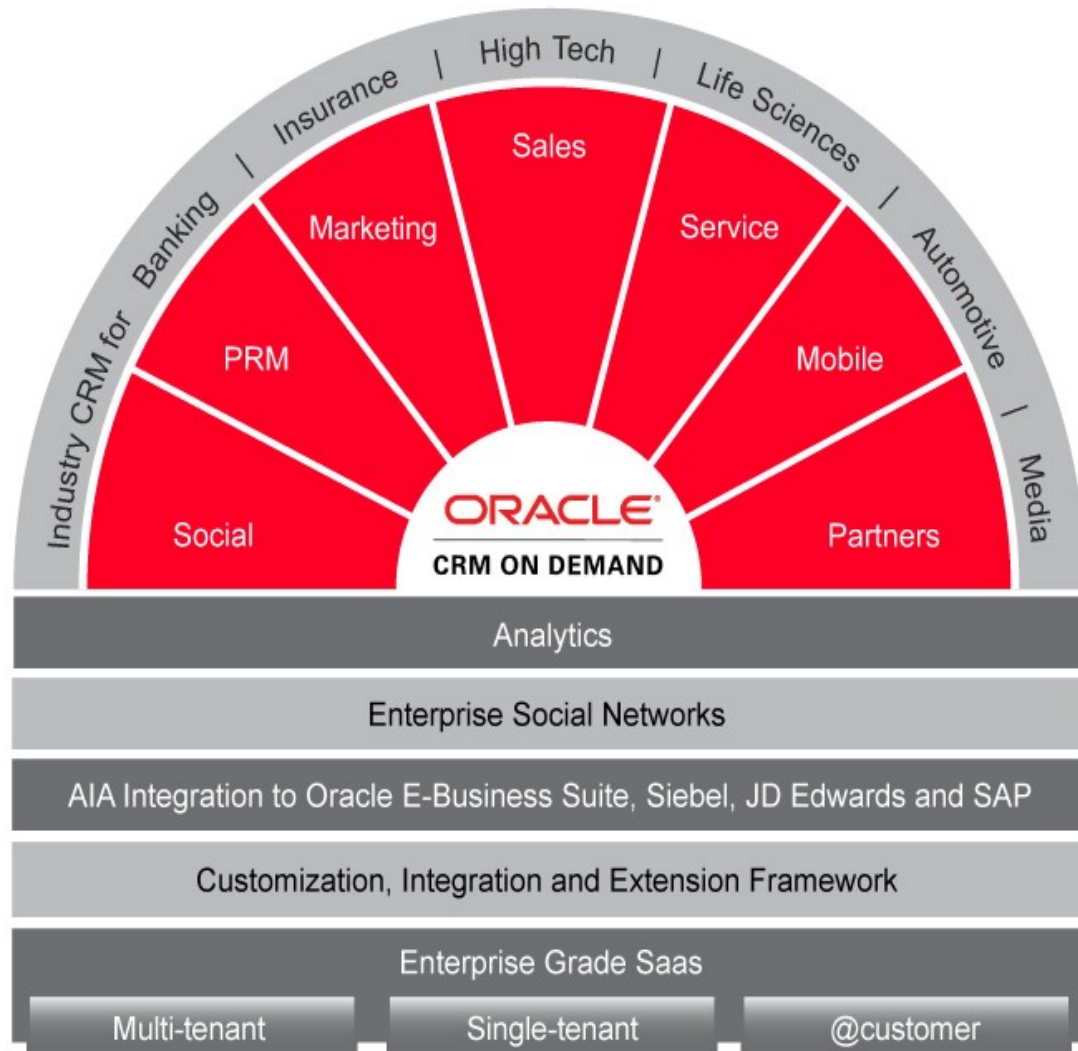 Industry CRM for Banking | Insurance | High Tech | Life Sciences | Automotive | Media
Social
PRM
Marketing
Sales
Service
Mobile
Partners
ORACLE®
CRM ON DEMAND
Analytics
Enterprise Social Networks
AIA Integration to Oracle E-Business Suite, Siebel, JD Edwards and SAP
Customization, Integration and Extension Framework
Enterprise Grade Saas
Multi-tenant
Single-tenant
@customer